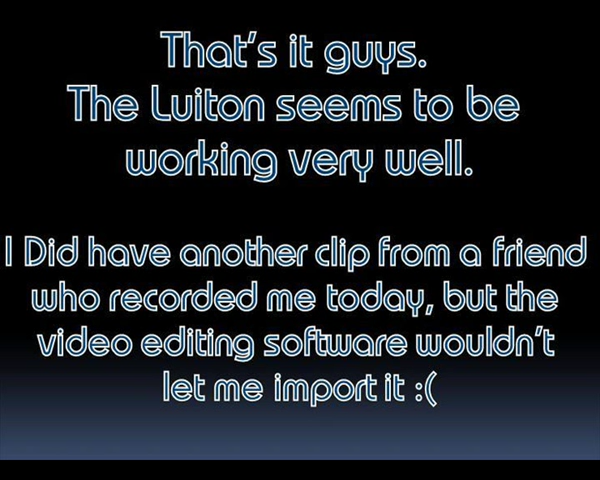 That's it guys.
The Luiton seems to be
working very well.
I Did have another clip from a friend
who recorded me today, but the
video editing software wouldn't
let me import it :(